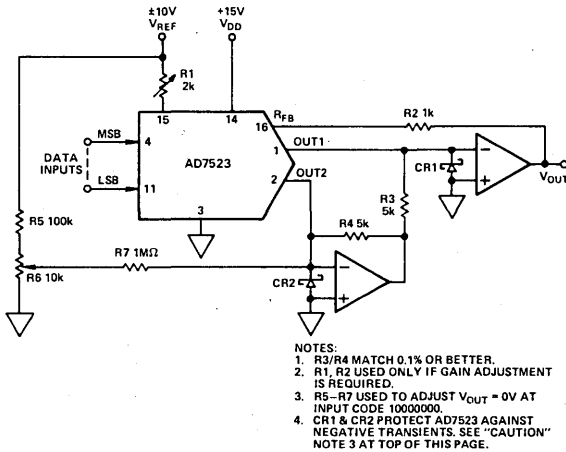 ±10V
VREF
+15V
VDD
R1
2k
15
14
RFB
16
R2 1k
MSB
4
1
OUT1
DATA
INPUTS
AD7523
2
OUT2
CR1
VOUT
LSB
11
3
R3
5k
R5 100k
R4 5k
R7 1MΩ
R6 10k
CR2
NOTES:
1. R3/R4 MATCH 0.1% OR BETTER.
2. R1, R2 USED ONLY IF GAIN ADJUSTMENT
IS REQUIRED.
3. R5–R7 USED TO ADJUST VOUT = 0V AT
INPUT CODE 10000000.
4. CR1 & CR2 PROTECT AD7523 AGAINST
NEGATIVE TRANSIENTS. SEE "CAUTION"
NOTE 3 AT TOP OF THIS PAGE.